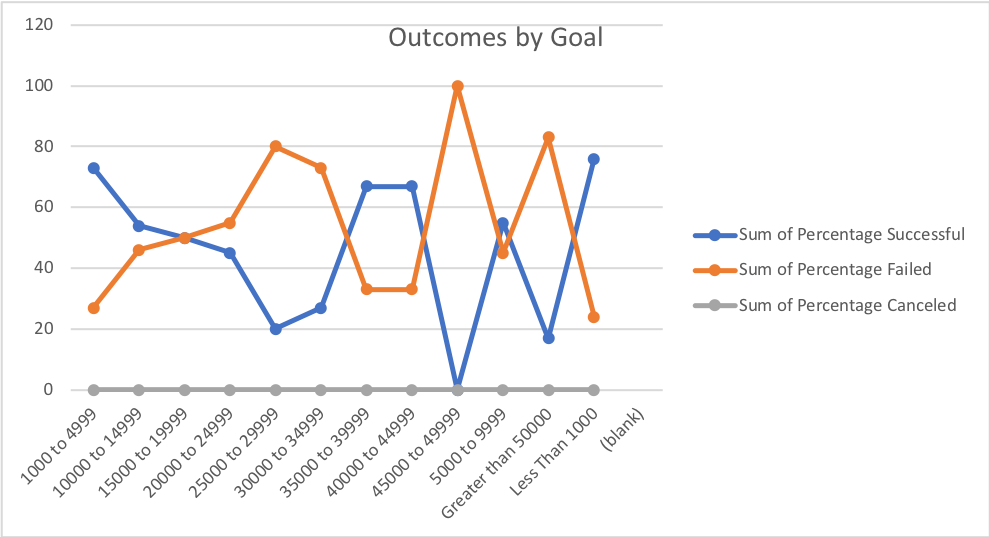 Outcomes by Goal
120
100
80
60
40
20
0
1000 to 4999
10000 to 14999
15000 to 19999
20000 to 24999
25000 to 29999
30000 to 34999
35000 to 39999
40000 to 44999
45000 to 49999
5000 to 9999
Greater than 50000
Less Than 1000
(blank)
Sum of Percentage Successful
Sum of Percentage Failed
Sum of Percentage Canceled